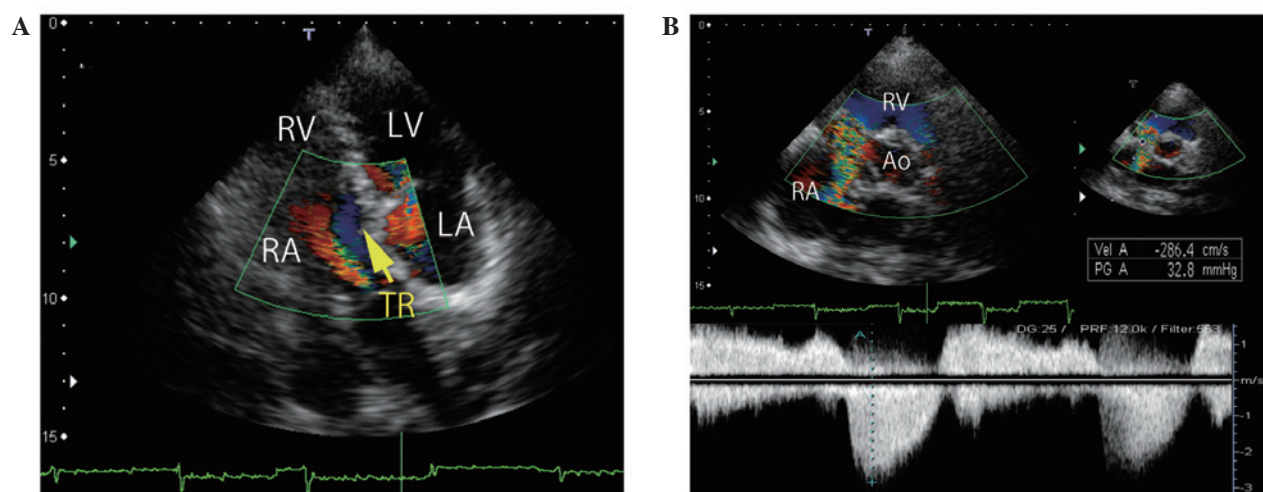 A
T
0
5
10
15
RV
LV
RA
LA
TR
B
T
0
5
10
15
RV
Ao
RA
T
Vel A -286.4 cm/s
PG A 32.8 mmHg
DG:25 / PRF:12.0k / Filter:563
1
m/s
-1
-2
-3